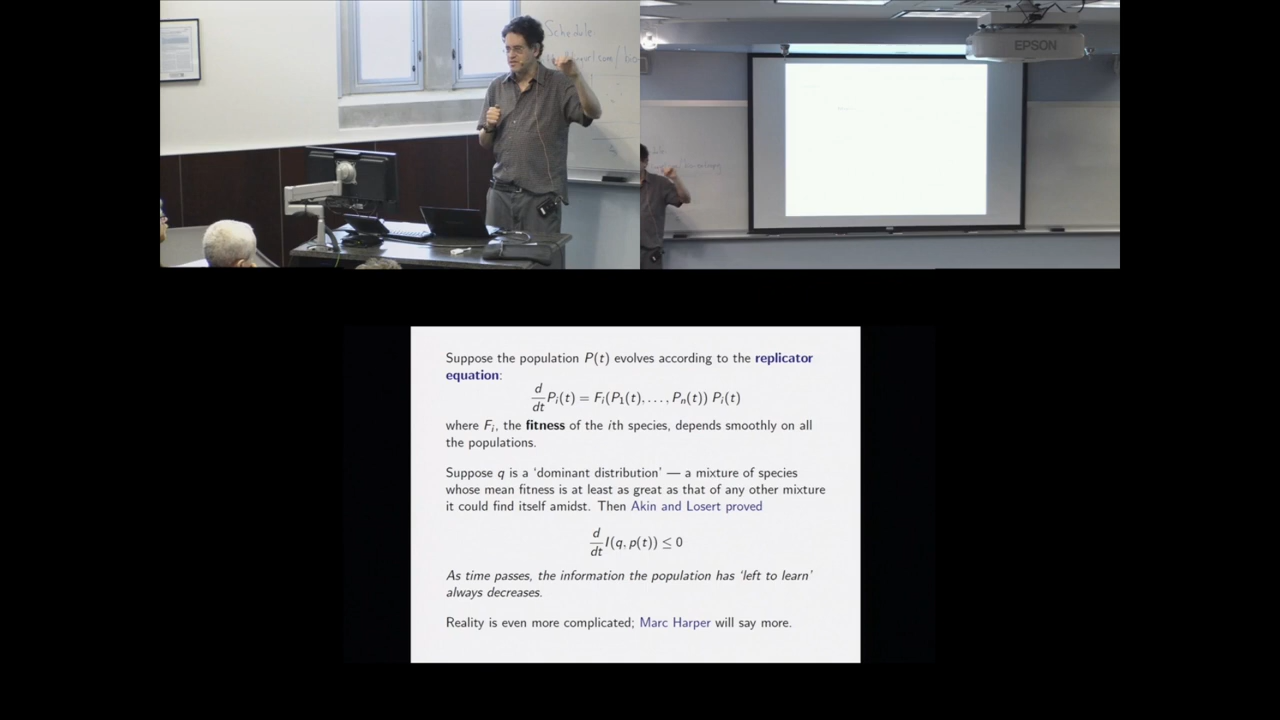 Schedule:
EPSON
Suppose the population P(t) evolves according to the replicator
equation:
d/dt P_i(t) = F_i(P_1(t), . . . , P_n(t)) P_i(t)
where F_i, the fitness of the ith species, depends smoothly on all
the populations.
Suppose q is a ‘dominant distribution’ — a mixture of species
whose mean fitness is at least as great as that of any other mixture
it could find itself amidst. Then Akin and Losert proved
d/dt I(q, p(t)) ≤ 0
As time passes, the information the population has ‘left to learn’
always decreases.
Reality is even more complicated; Marc Harper will say more.